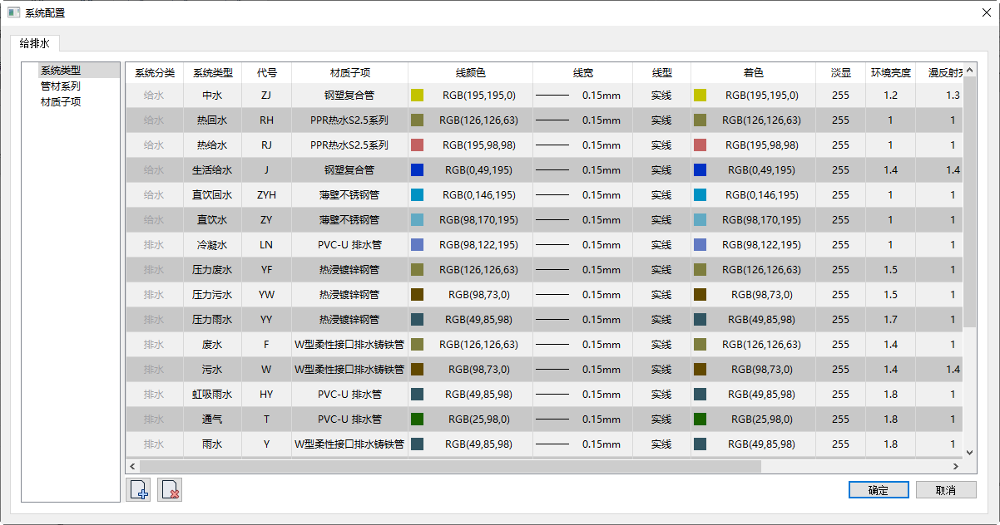 系统配置
给排水
系统类型
管材系列
材质子项
系统分类 系统类型 代号 材质子项 线颜色 线宽 线型 着色 淡显 环境亮度 漫反射
给水 中水 ZJ 钢塑复合管 RGB(195,195,0) 0.15mm 实线 RGB(195,195,0) 255 1.2 1.3
给水 热回水 RH PPR热水S2.5系列 RGB(126,126,63) 0.15mm 实线 RGB(126,126,63) 255 1 1
给水 热给水 RJ PPR热水S2.5系列 RGB(195,98,98) 0.15mm 实线 RGB(195,98,98) 255 1 1
给水 生活给水 J 钢塑复合管 RGB(0,49,195) 0.15mm 实线 RGB(0,49,195) 255 1.4 1.4
给水 直饮回水 ZYH 薄壁不锈钢管 RGB(0,146,195) 0.15mm 实线 RGB(0,146,195) 255 1 1
给水 直饮水 ZY 薄壁不锈钢管 RGB(98,170,195) 0.15mm 实线 RGB(98,170,195) 255 1 1
排水 冷凝水 LN PVC-U 排水管 RGB(98,122,195) 0.15mm 实线 RGB(98,122,195) 255 1 1
排水 压力废水 YF 热浸镀锌钢管 RGB(126,126,63) 0.15mm 实线 RGB(126,126,63) 255 1.5 1
排水 压力污水 YW 热浸镀锌钢管 RGB(98,73,0) 0.15mm 实线 RGB(98,73,0) 255 1.5 1
排水 压力雨水 YY 热浸镀锌钢管 RGB(49,85,98) 0.15mm 实线 RGB(49,85,98) 255 1.7 1
排水 废水 F W型柔性接口排水铸铁管 RGB(126,126,63) 0.15mm 实线 RGB(126,126,63) 255 1.4 1
排水 污水 W W型柔性接口排水铸铁管 RGB(98,73,0) 0.15mm 实线 RGB(98,73,0) 255 1.4 1.4
排水 虹吸雨水 HY PVC-U 排水管 RGB(49,85,98) 0.15mm 实线 RGB(49,85,98) 255 1.8 1
排水 通气 T PVC-U 排水管 RGB(25,98,0) 0.15mm 实线 RGB(25,98,0) 255 1.8 1
排水 雨水 Y W型柔性接口排水铸铁管 RGB(49,85,98) 0.15mm 实线 RGB(49,85,98) 255 1.8 1
确定 取消